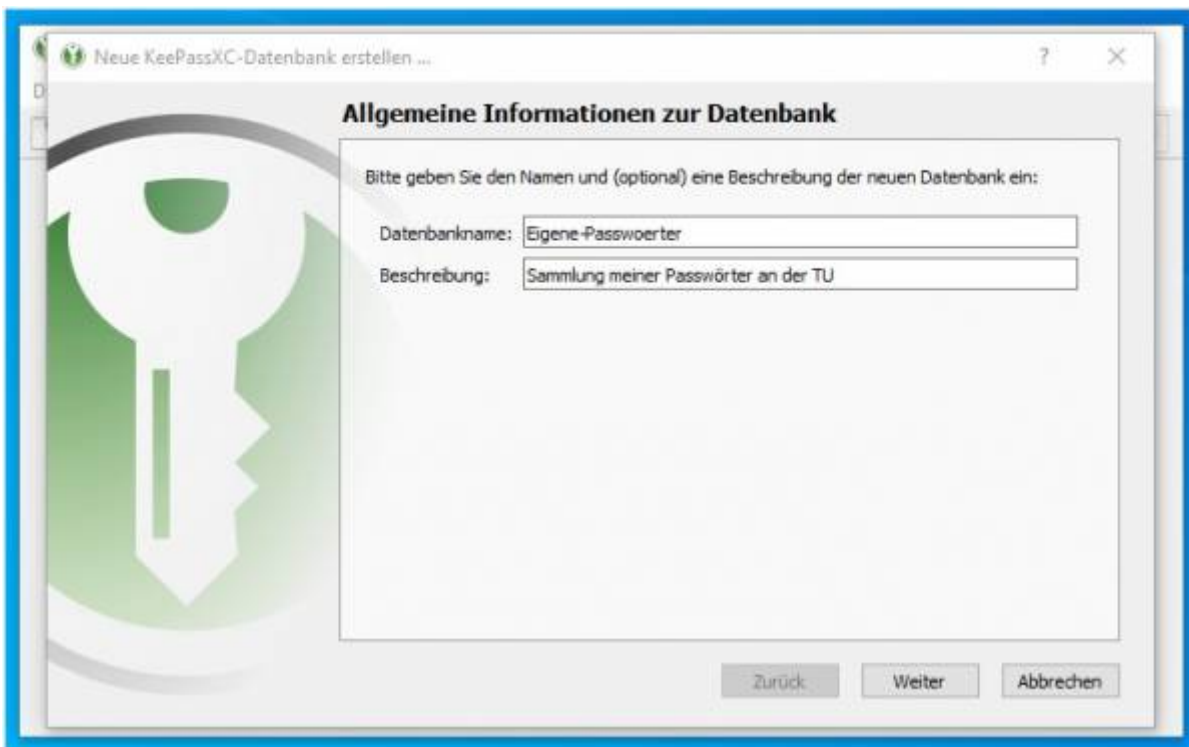 Neue KeePassXC-Datenbank erstellen ...
?
D
Allgemeine Informationen zur Datenbank
Bitte geben Sie den Namen und (optional) eine Beschreibung der neuen Datenbank ein:
Datenbankname: Eigene-Passwoerter
Beschreibung: Sammlung meiner Passwörter an der TU
Zurück Weiter Abbrechen